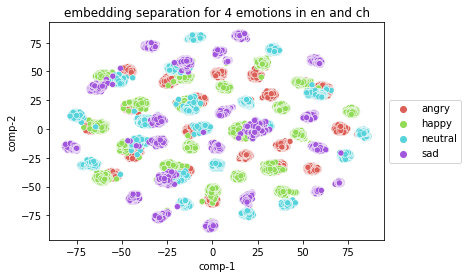 embedding separation for 4 emotions in en and ch
comp-2
75
50
25
0
−25
−50
−75
−75
−50
−25
0
25
50
75
comp-1
angry
happy
neutral
sad